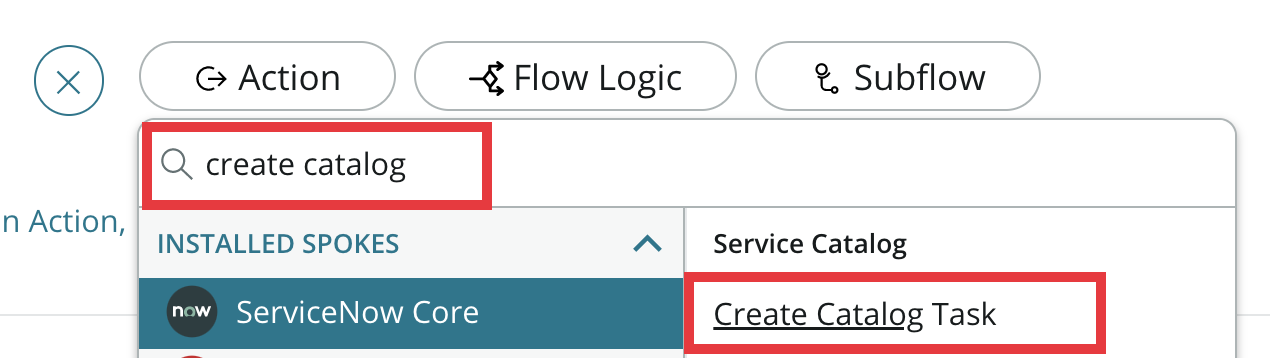 Action
Flow Logic
Subflow
create catalog
n Action,
INSTALLED SPOKES
Service Catalog
now
ServiceNow Core
Create Catalog Task